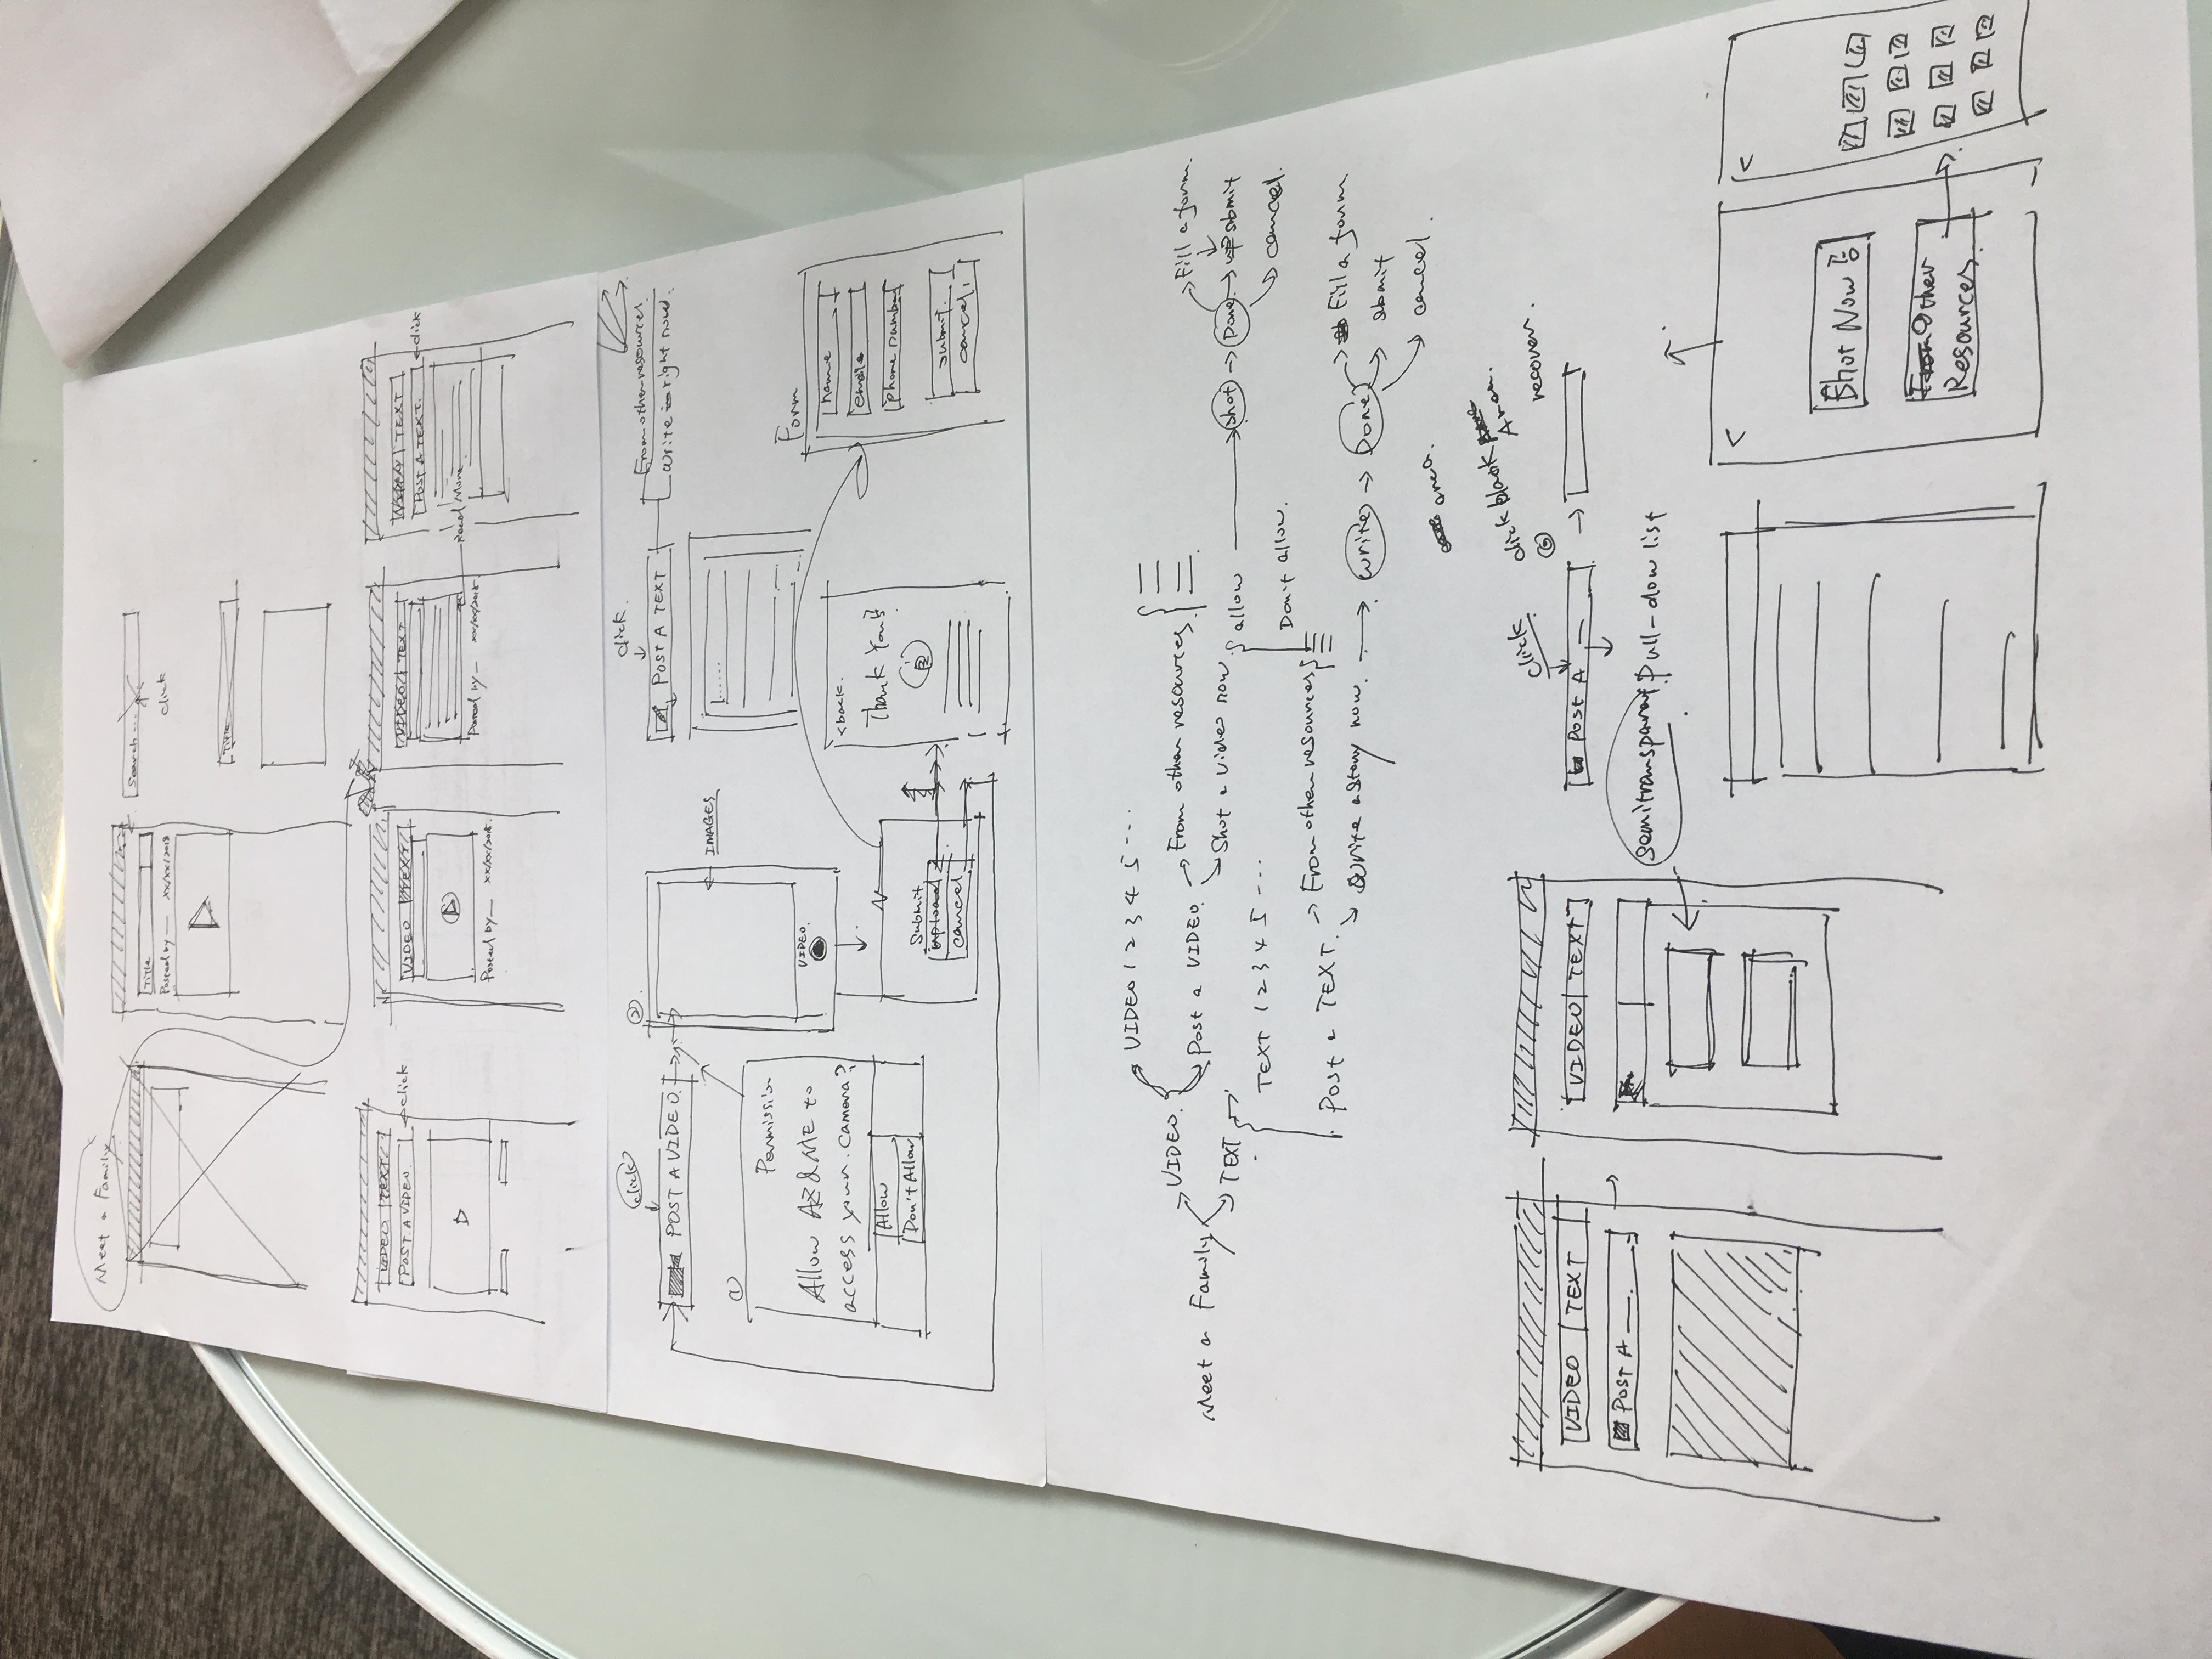 Meet a Family
Title
Posted by — xx/xx/2018
Search ...
click
Title
VIDEO | TEXT
POST A VIDEO.
click
VIDEO | TEXT
Posted by — xx/xx/2018.
VIDEO | TEXT
Posted by — xx/xx/2018.
VIDEO | TEXT
POST A TEXT.
click
Read More
click
POST A VIDEO.
①
Permission
Allow AZ&ME to
access your camera?
Allow
Don't Allow
②
IMAGES
VIDEO.
Submit
upload
cancel
click.
POST A TEXT
From other resources.
write right now.
......
<back.
Thank You!
Form
name
email
phone number
submit.
cancel.
Meet a Family
VIDEO.
VIDEO 1 2 3 4 5 ...
Post a VIDEO.
From other resources
Shot a video now
allow
Don't allow.
shot
Done
Fill a form.
submit
cancel.
TEXT
TEXT 1 2 3 4 5 ...
Post a TEXT.
From other resources
Write a story now.
write
Done
Fill a form.
submit
cancel.
area.
VIDEO | TEXT
POST A —.
VIDEO | TEXT
click
POST A —
click blank
Area.
recover.
semitransparat Pull-dow list
<
Shot Now
From Other
Resources.
<